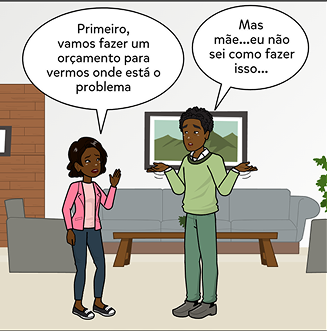 Primeiro,
vamos fazer um
orçamento para
vermos onde está o
problema
Mas
mãe...eu não
sei como fazer
isso...